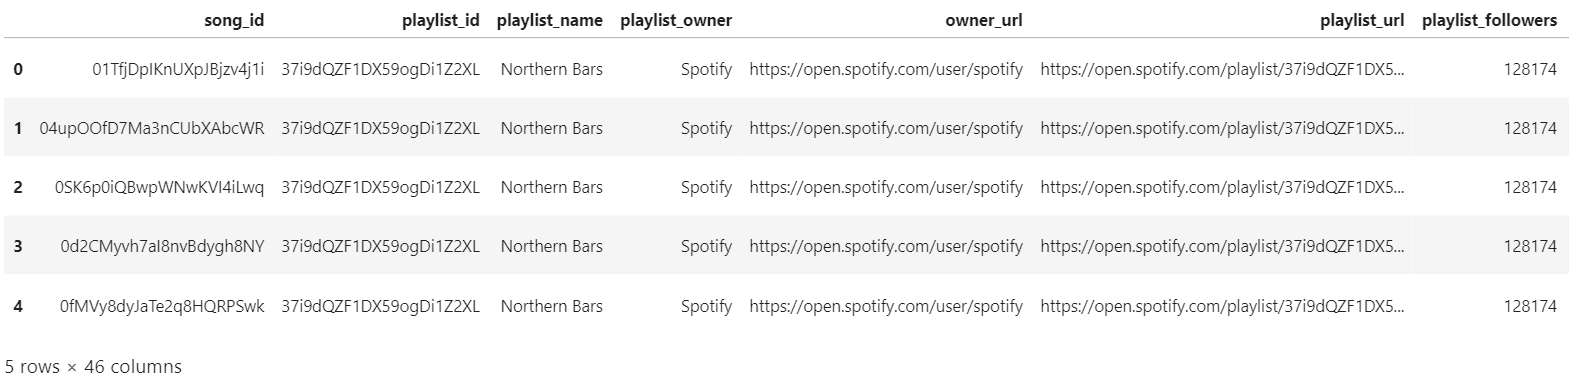 song_id playlist_id playlist_name playlist_owner owner_url playlist_url playlist_followers
0 01TfjDpIKnUXpJBjzv4j1i 37i9dQZF1DX59ogDi1Z2XL Northern Bars Spotify https://open.spotify.com/user/spotify https://open.spotify.com/playlist/37i9dQZF1DX5... 128174
1 04upOOfD7Ma3nCUbXAbcWR 37i9dQZF1DX59ogDi1Z2XL Northern Bars Spotify https://open.spotify.com/user/spotify https://open.spotify.com/playlist/37i9dQZF1DX5... 128174
2 0SK6p0iQBwpWNwKVI4iLwq 37i9dQZF1DX59ogDi1Z2XL Northern Bars Spotify https://open.spotify.com/user/spotify https://open.spotify.com/playlist/37i9dQZF1DX5... 128174
3 0d2CMyvh7aI8nvBdygh8NY 37i9dQZF1DX59ogDi1Z2XL Northern Bars Spotify https://open.spotify.com/user/spotify https://open.spotify.com/playlist/37i9dQZF1DX5... 128174
4 0fMVy8dyJaTe2q8HQRPSwk 37i9dQZF1DX59ogDi1Z2XL Northern Bars Spotify https://open.spotify.com/user/spotify https://open.spotify.com/playlist/37i9dQZF1DX5... 128174
5 rows × 46 columns